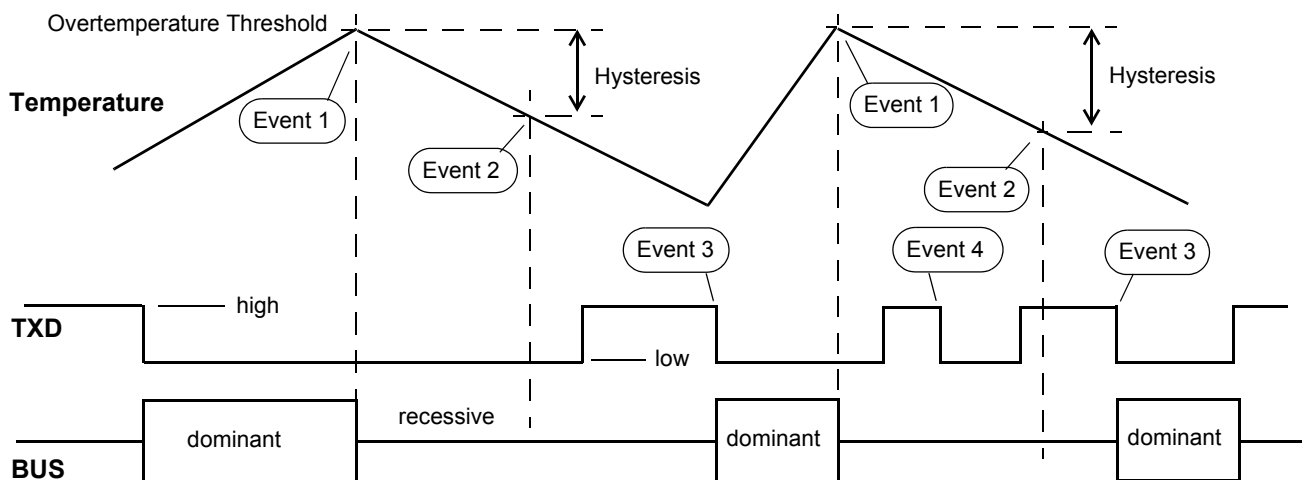 Overtemperature Threshold
Hysteresis
Hysteresis
Temperature
Event 1
Event 1
Event 2
Event 2
Event 3
Event 4
Event 3
high
TXD
low
recessive
dominant
dominant
dominant
BUS